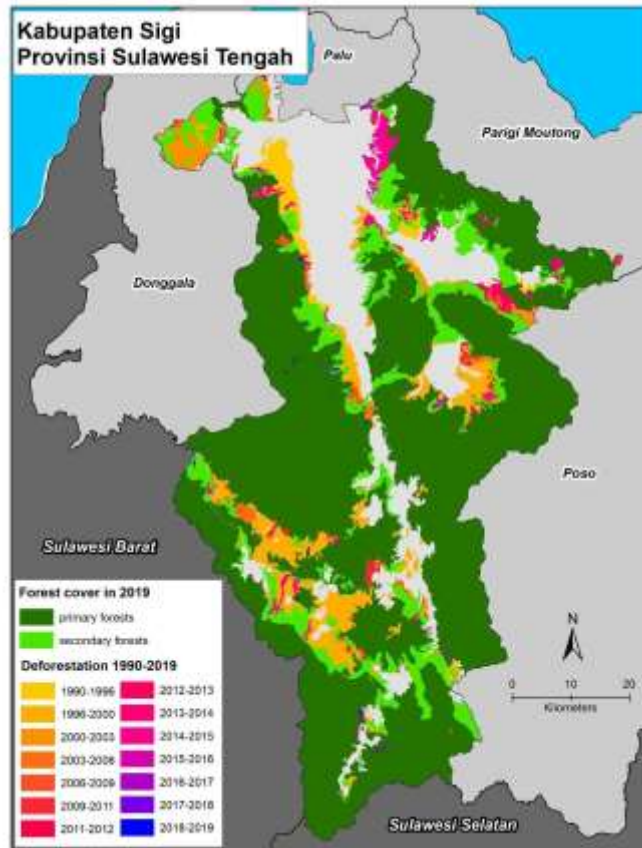 Kabupaten Sigi
Provinsi Sulawesi Tengah
Palu
Parigi Moutong
Donggala
Poso
Sulawesi Barat
Forest cover in 2019
primary forests
secondary forests
Deforestation 1990-2019
1990-1996
1996-2000
2000-2003
2003-2006
2006-2009
2009-2011
2011-2012
2012-2013
2013-2014
2014-2015
2015-2016
2016-2017
2017-2018
2018-2019
N
0 10 20
Kilometers
Sulawesi Selatan